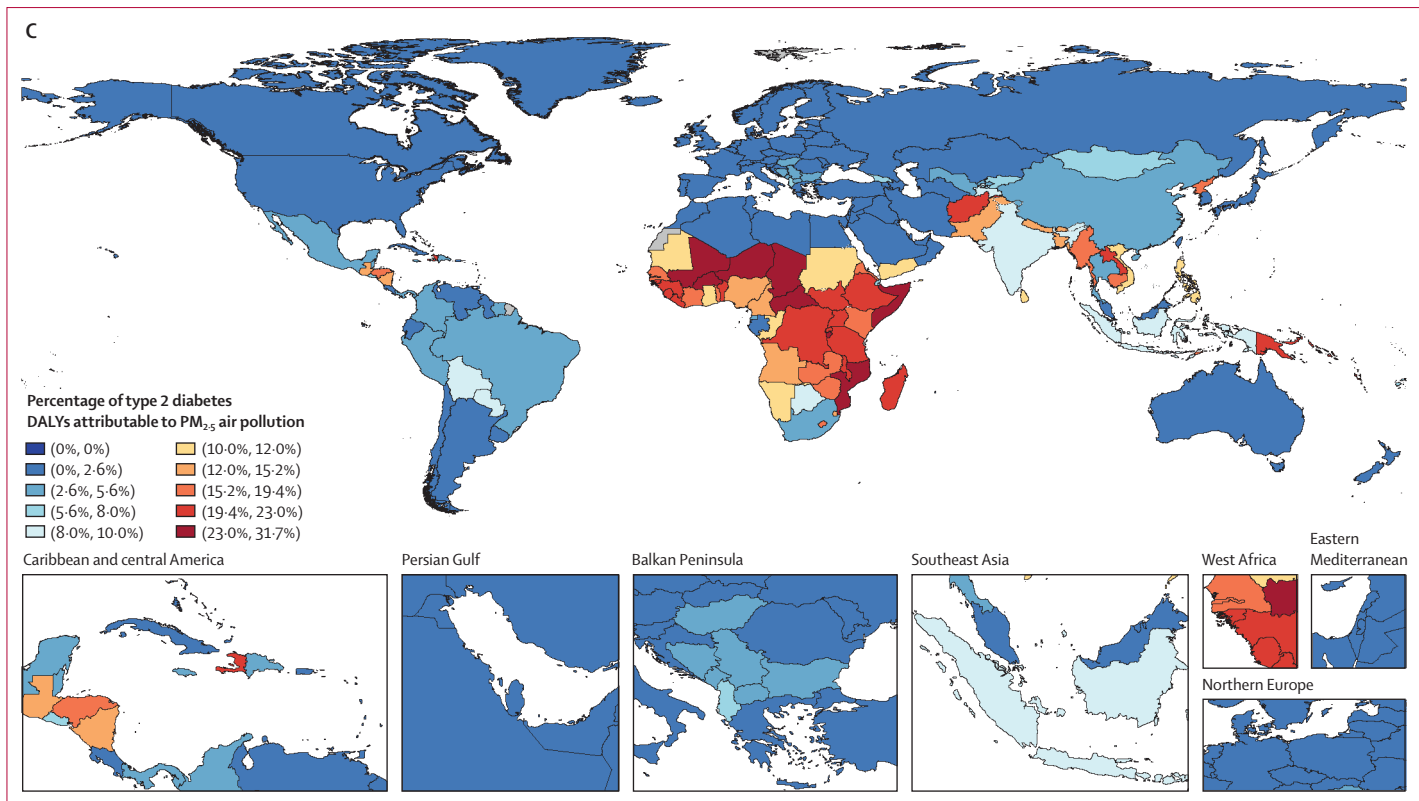 C
Percentage of type 2 diabetes
DALYs attributable to PM2·5 air pollution
(0%, 0%)
(0%, 2·6%)
(2·6%, 5·6%)
(5·6%, 8·0%)
(8·0%, 10·0%)
(10·0%, 12·0%)
(12·0%, 15·2%)
(15·2%, 19·4%)
(19·4%, 23·0%)
(23·0%, 31·7%)
Caribbean and central America
Persian Gulf
Balkan Peninsula
Southeast Asia
West Africa
Eastern
Mediterranean
Northern Europe